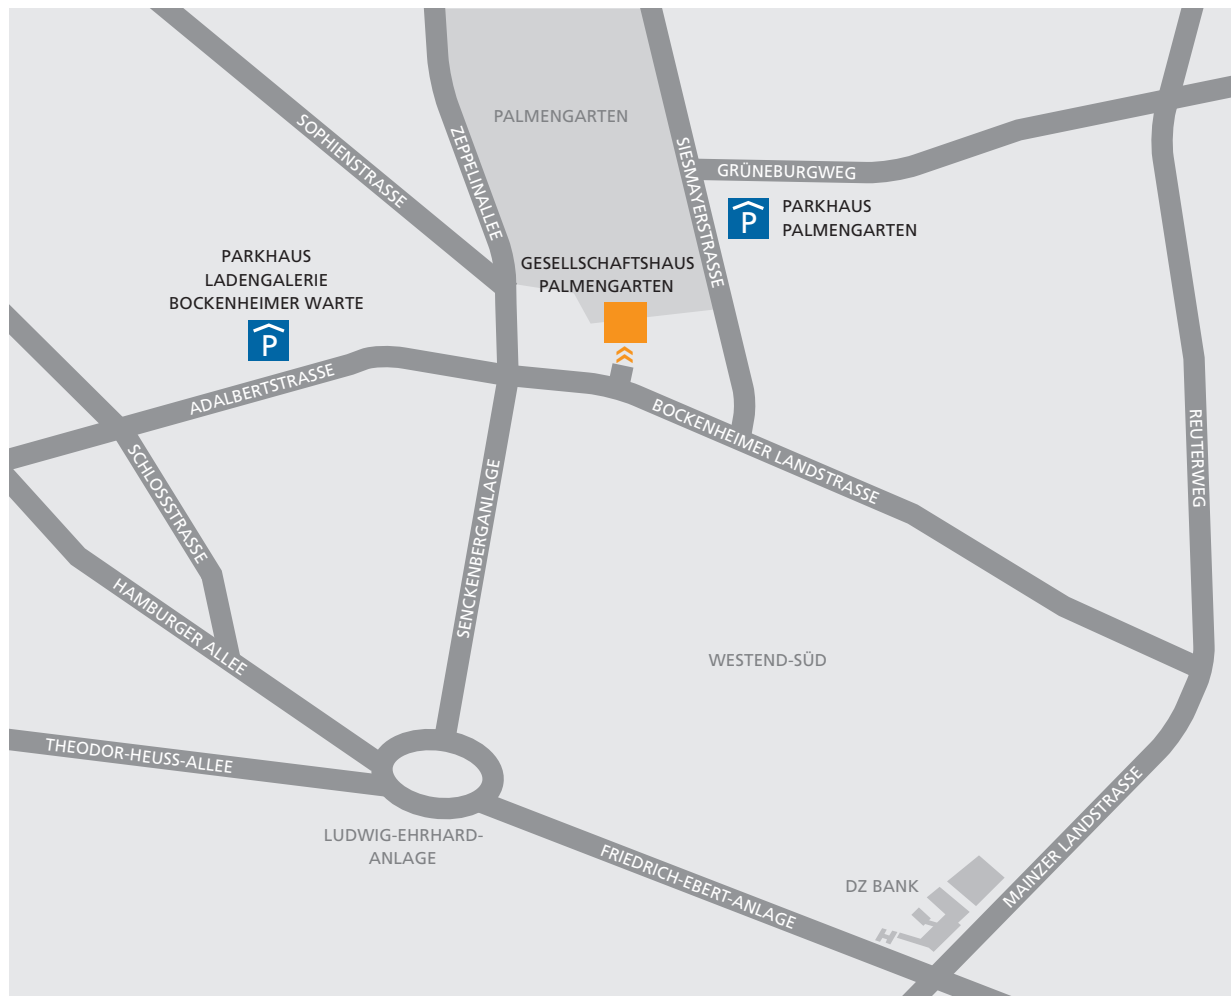 PALMENGARTEN
SOPHIENSTRASSE
ZEPPELINALLEE
SIESMAYERSTRASSE
GRÜNEBURGWEG
PARKHAUS
PALMENGARTEN
PARKHAUS
LADENGALERIE
BOCKENHEIMER WARTE
P
P
GESELLSCHAFTSHAUS
PALMENGARTEN
ADALBERTSTRASSE
BOCKENHEIMER LANDSTRASSE
REUTERWEG
SCHLOSSSTRASSE
SENCKENBERGANLAGE
HAMBURGER ALLEE
WESTEND-SÜD
THEODOR-HEUSS-ALLEE
LUDWIG-EHRHARD-
ANLAGE
FRIEDRICH-EBERT-ANLAGE
DZ BANK
MAINZER LANDSTRASSE